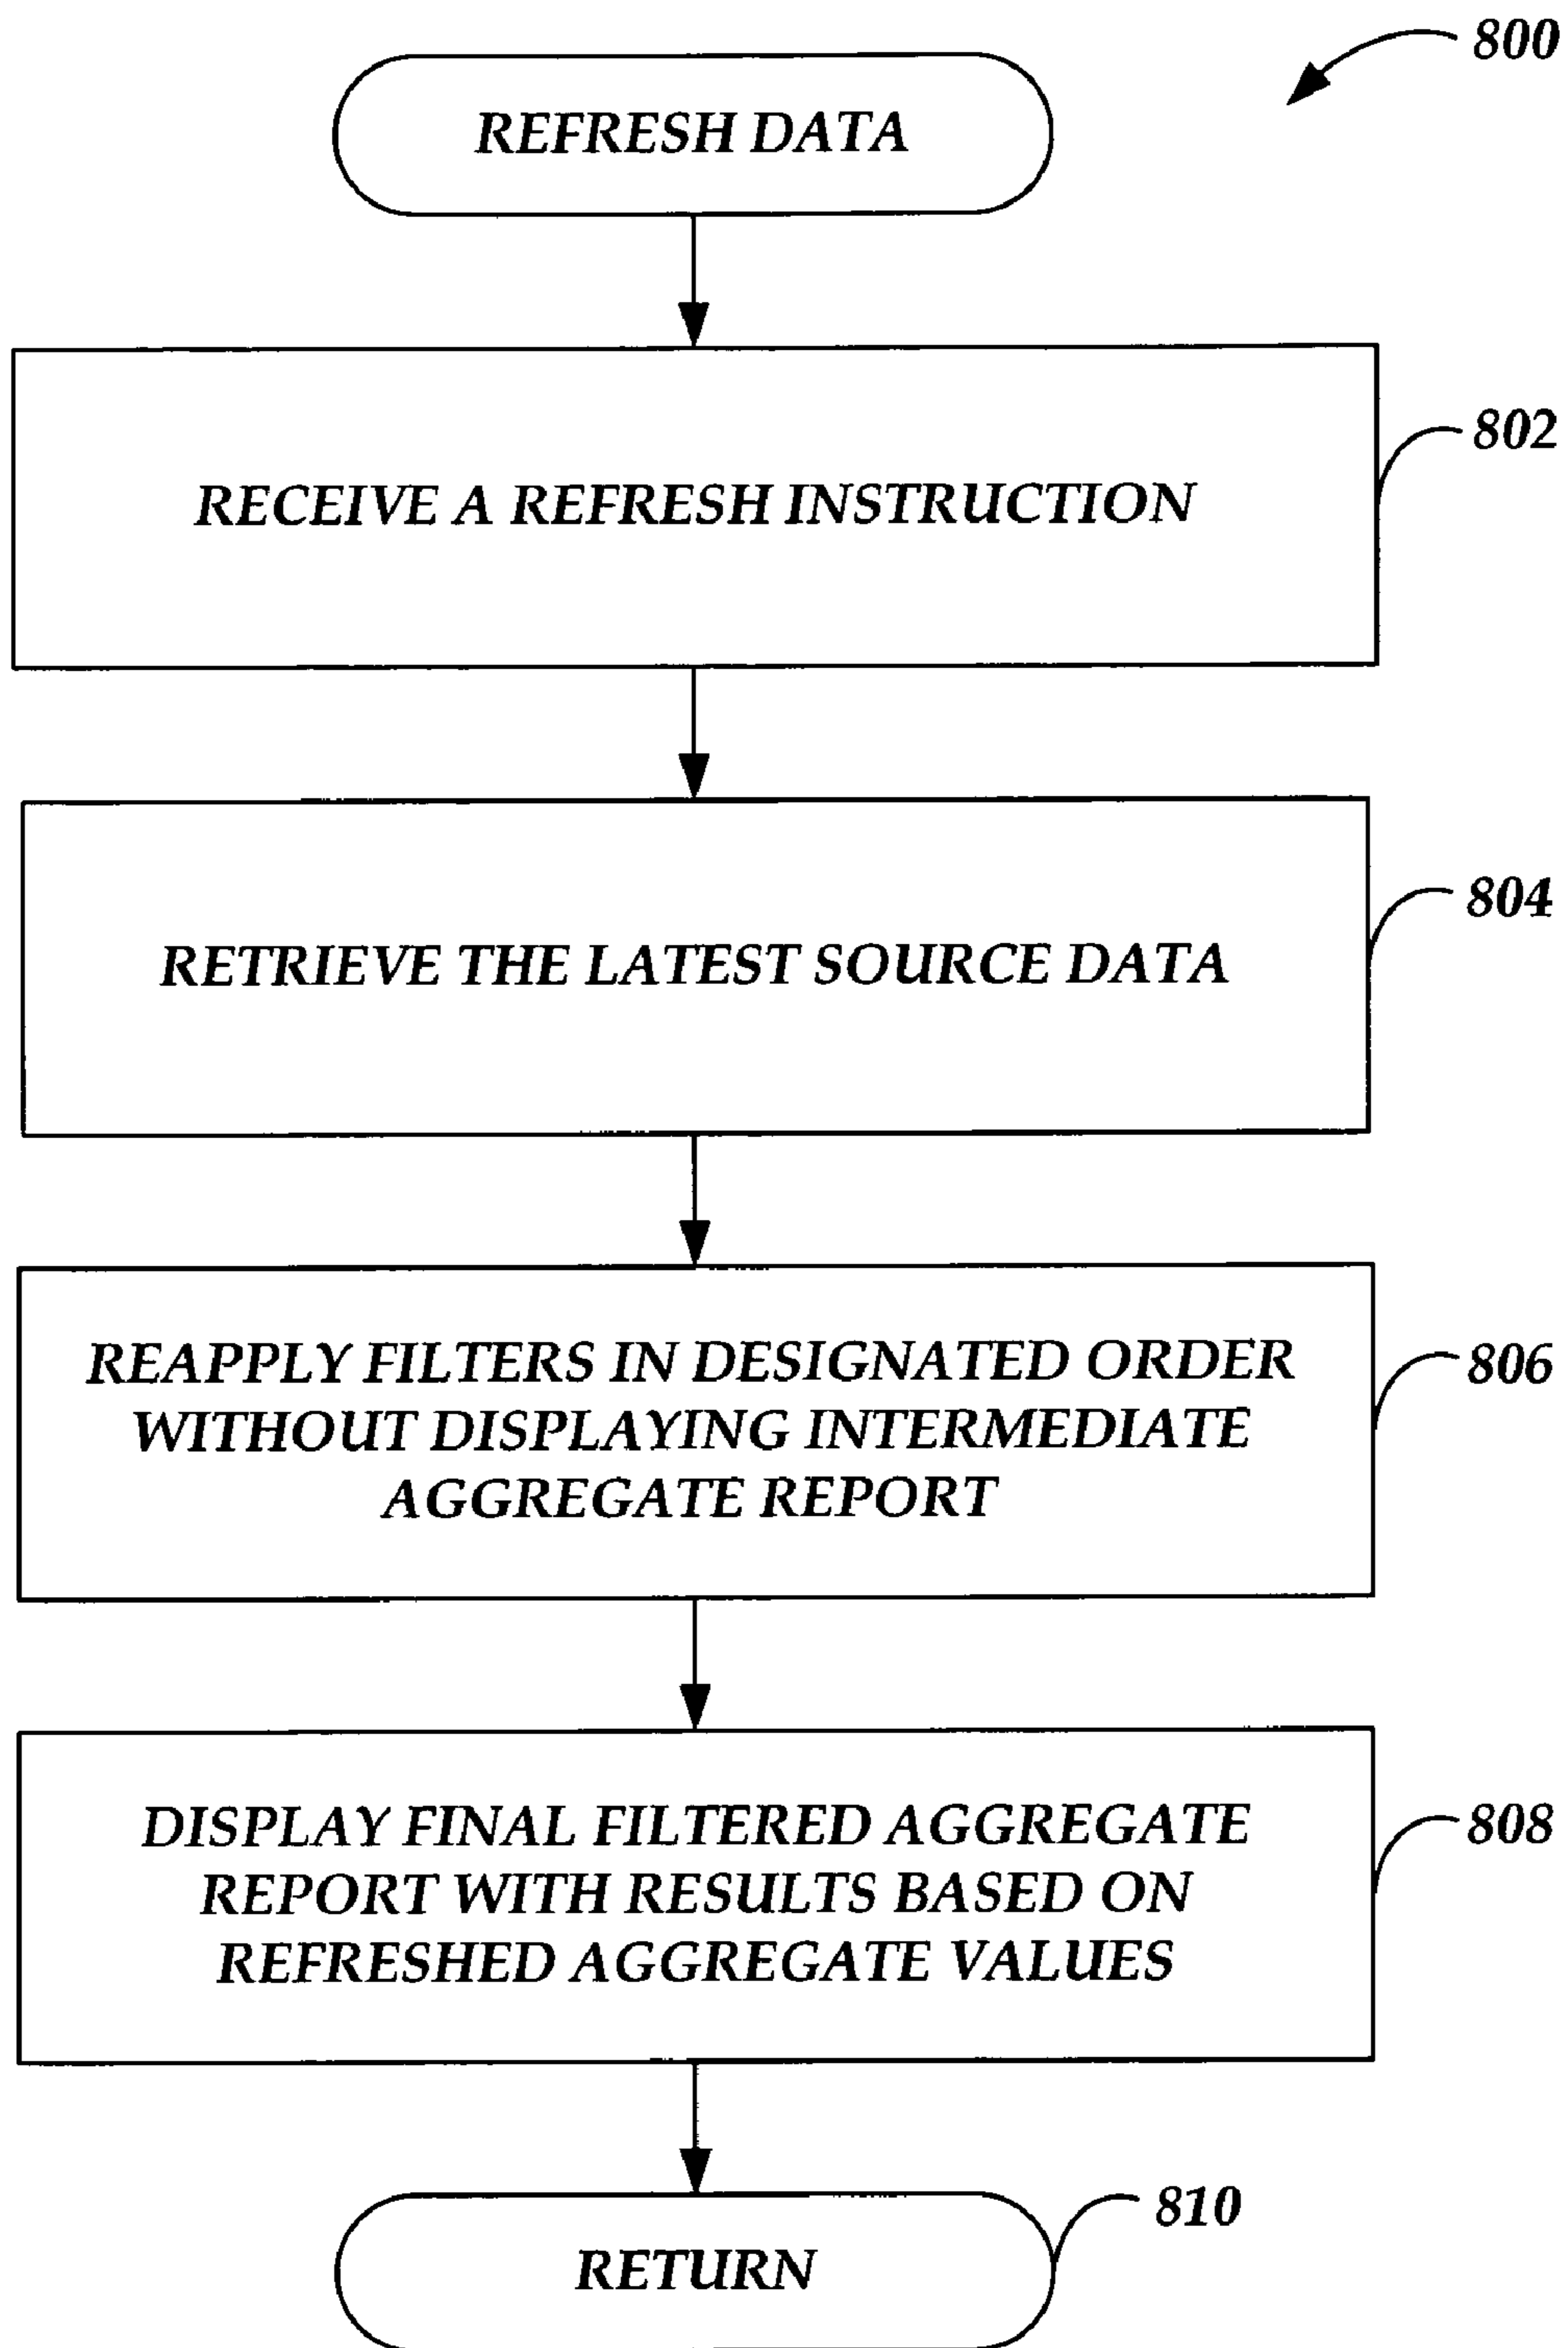 800
REFRESH DATA
RECEIVE A REFRESH INSTRUCTION
802
RETRIEVE THE LATEST SOURCE DATA
804
REAPPLY FILTERS IN DESIGNATED ORDER
WITHOUT DISPLAYING INTERMEDIATE
AGGREGATE REPORT
806
DISPLAY FINAL FILTERED AGGREGATE
REPORT WITH RESULTS BASED ON
REFRESHED AGGREGATE VALUES
808
RETURN
810